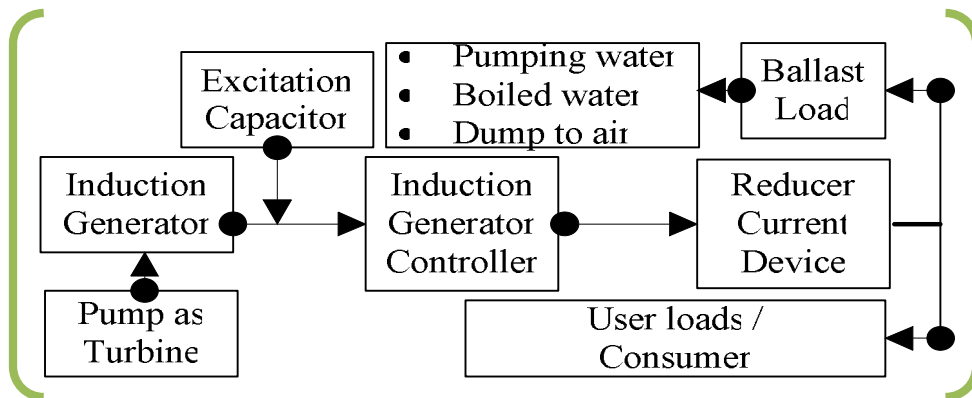 Excitation
Capacitor
• Pumping water
• Boiled water
• Dump to air
Ballast
Load
Induction
Generator
Induction
Generator
Controller
Reducer
Current
Device
Pump as
Turbine
User loads /
Consumer